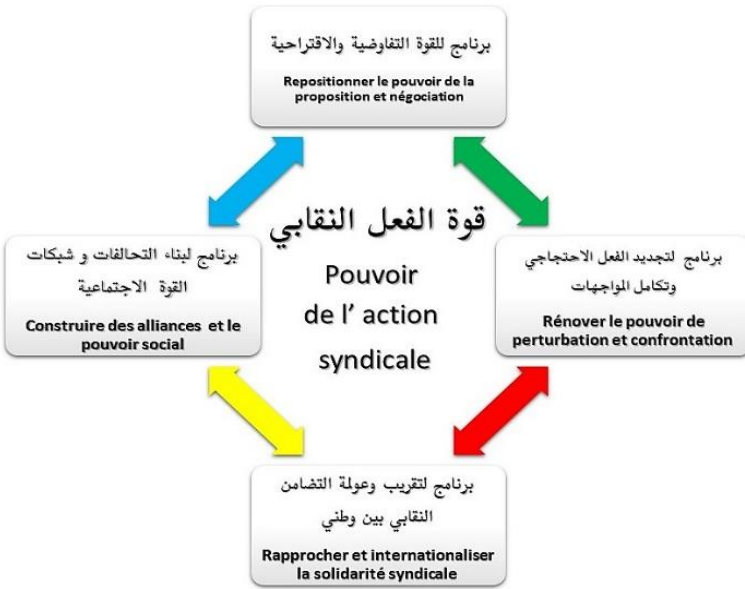 برنامج للقوة التفاوضية والاقتراحية
Repositionner le pouvoir de la
proposition et négociation
برنامج لبناء التحالفات و شبكات
القوة الاجتماعية
Construire des alliances et le
pouvoir social
قوة الفعل النقابي
Pouvoir
de l’ action
syndicale
برنامج لتجديد الفعل الاحتجاجي
وتكامل المواجهات
Rénover le pouvoir de
perturbation et confrontation
برنامج لتقريب وعولمة التضامن
النقابي بين وطني
Rapprocher et internationaliser
la solidarité syndicale